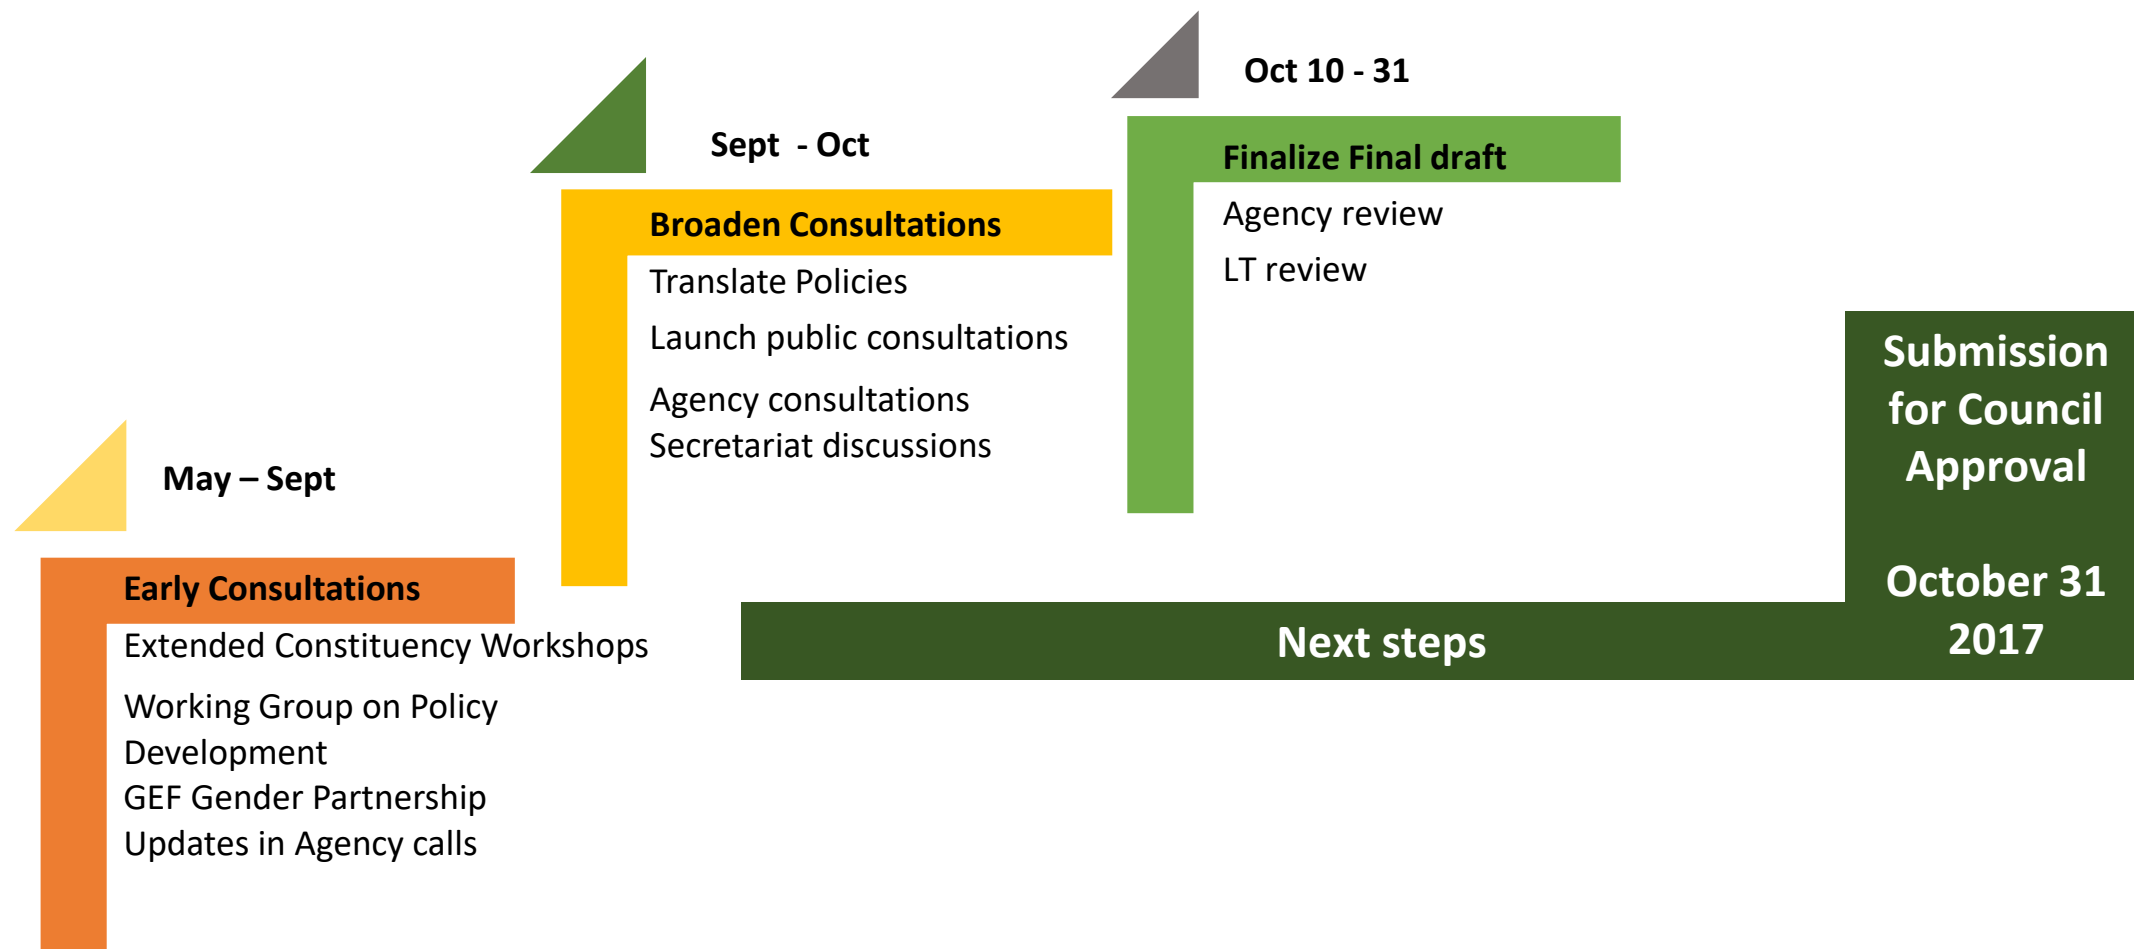 May – Sept
Early Consultations
Extended Constituency Workshops
Working Group on Policy
Development
GEF Gender Partnership
Updates in Agency calls
Sept - Oct
Broaden Consultations
Translate Policies
Launch public consultations
Agency consultations
Secretariat discussions
Oct 10 - 31
Finalize Final draft
Agency review
LT review
Next steps
Submission
for Council
Approval
October 31
2017